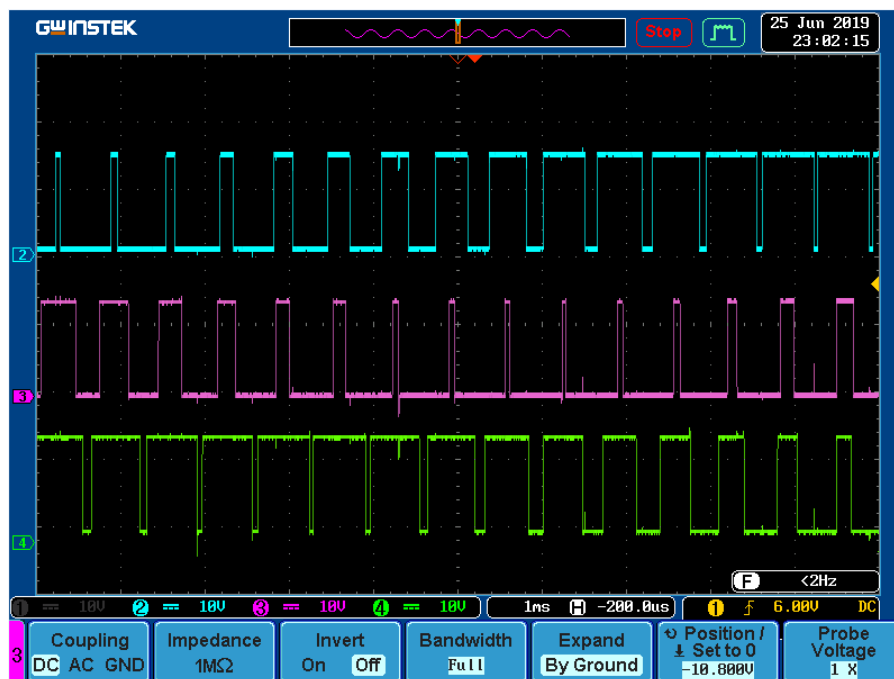 GWINSTEK
Stop
25 Jun 2019
23:02:15
2
3
4
F <2Hz
1 10V 2 10V 3 10V 4 10V 1ms H -200.0us 1 6.00V DC
3
Coupling
DC AC GND
Impedance
1MΩ
Invert
On Off
Bandwidth
Full
Expand
By Ground
Position /
Set to 0
-10.800V
Probe
Voltage
1 X